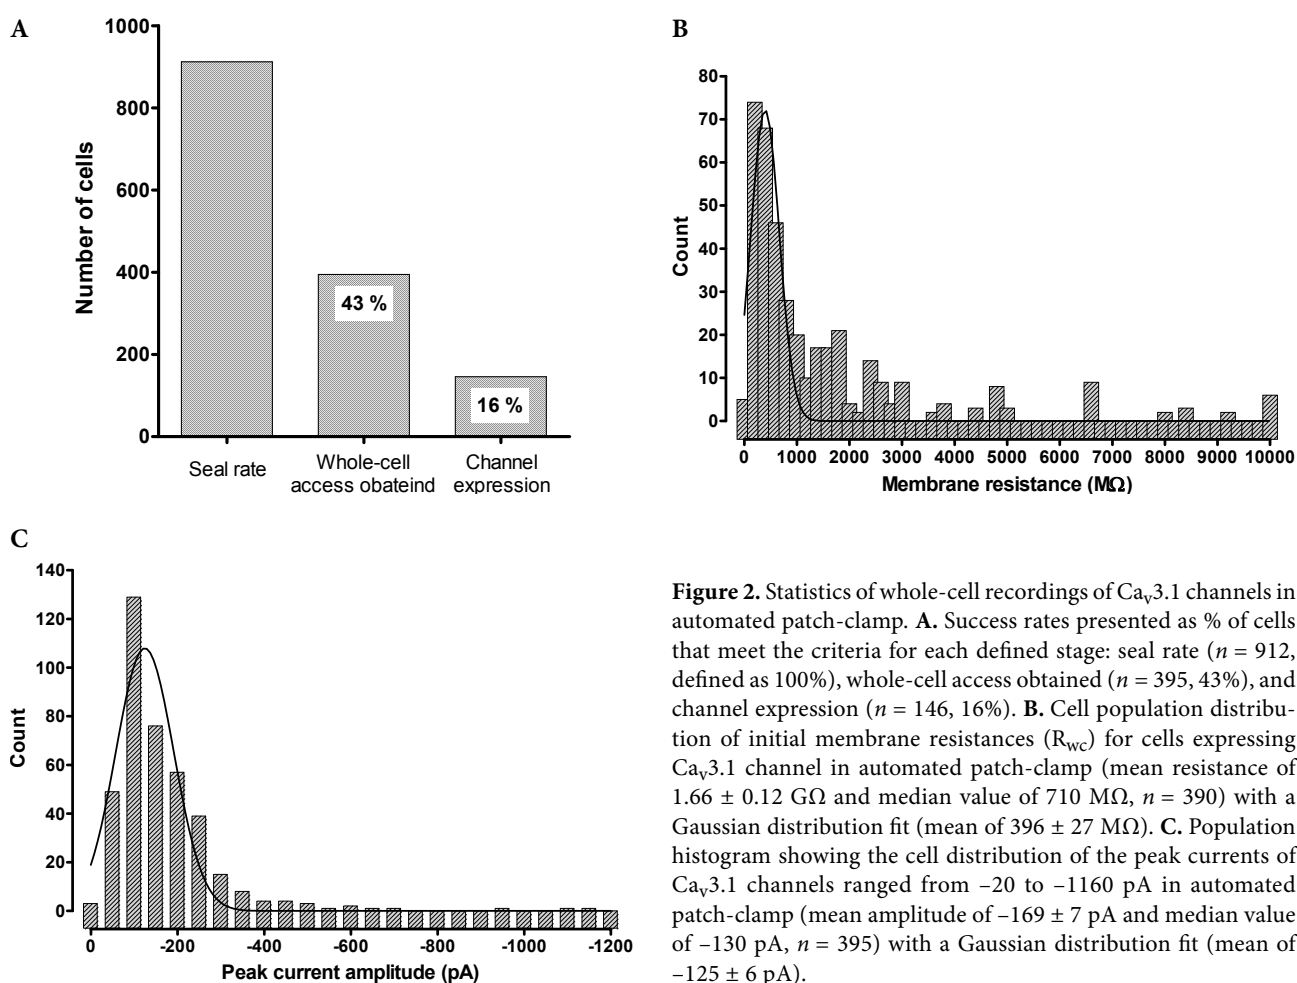 A
1000
800
600
400
200
0
Number of cells
43 %
16 %
Seal rate
Whole-cell
access obateind
Channel
expression
B
80
70
60
50
40
30
20
10
0
Count
0 1000 2000 3000 4000 5000 6000 7000 8000 9000 10000
Membrane resistance (MΩ)
C
140
120
100
80
60
40
20
0
Count
0 -200 -400 -600 -800 -1000 -1200
Peak current amplitude (pA)
Figure 2. Statistics of whole-cell recordings of Cav3.1 channels in
automated patch-clamp. A. Success rates presented as % of cells
that meet the criteria for each defined stage: seal rate (n = 912,
defined as 100%), whole-cell access obtained (n = 395, 43%), and
channel expression (n = 146, 16%). B. Cell population distribu-
tion of initial membrane resistances (Rwc) for cells expressing
Cav3.1 channel in automated patch-clamp (mean resistance of
1.66 ± 0.12 GΩ and median value of 710 MΩ, n = 390) with a
Gaussian distribution fit (mean of 396 ± 27 MΩ). C. Population
histogram showing the cell distribution of the peak currents of
Cav3.1 channels ranged from –20 to –1160 pA in automated
patch-clamp (mean amplitude of –169 ± 7 pA and median value
of –130 pA, n = 395) with a Gaussian distribution fit (mean of
–125 ± 6 pA).